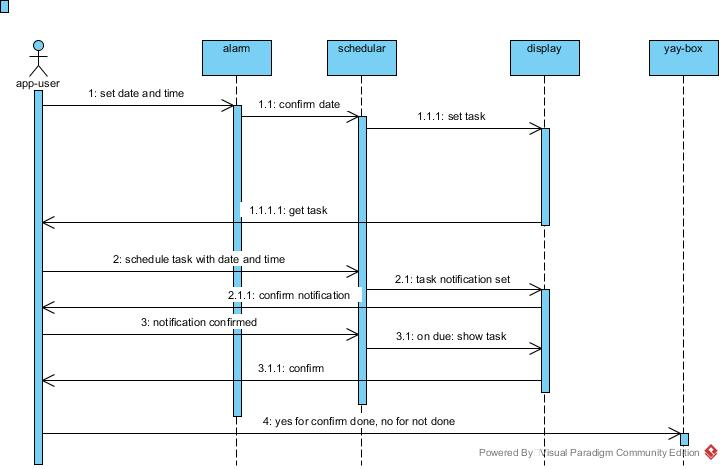 alarm
schedular
display
yay-box
app-user
1: set date and time
1.1: confirm date
1.1.1: set task
1.1.1.1: get task
2: schedule task with date and time
2.1: task notification set
2.1.1: confirm notification
3: notification confirmed
3.1: on due: show task
3.1.1: confirm
4: yes for confirm done, no for not done
Powered By Visual Paradigm Community Edition